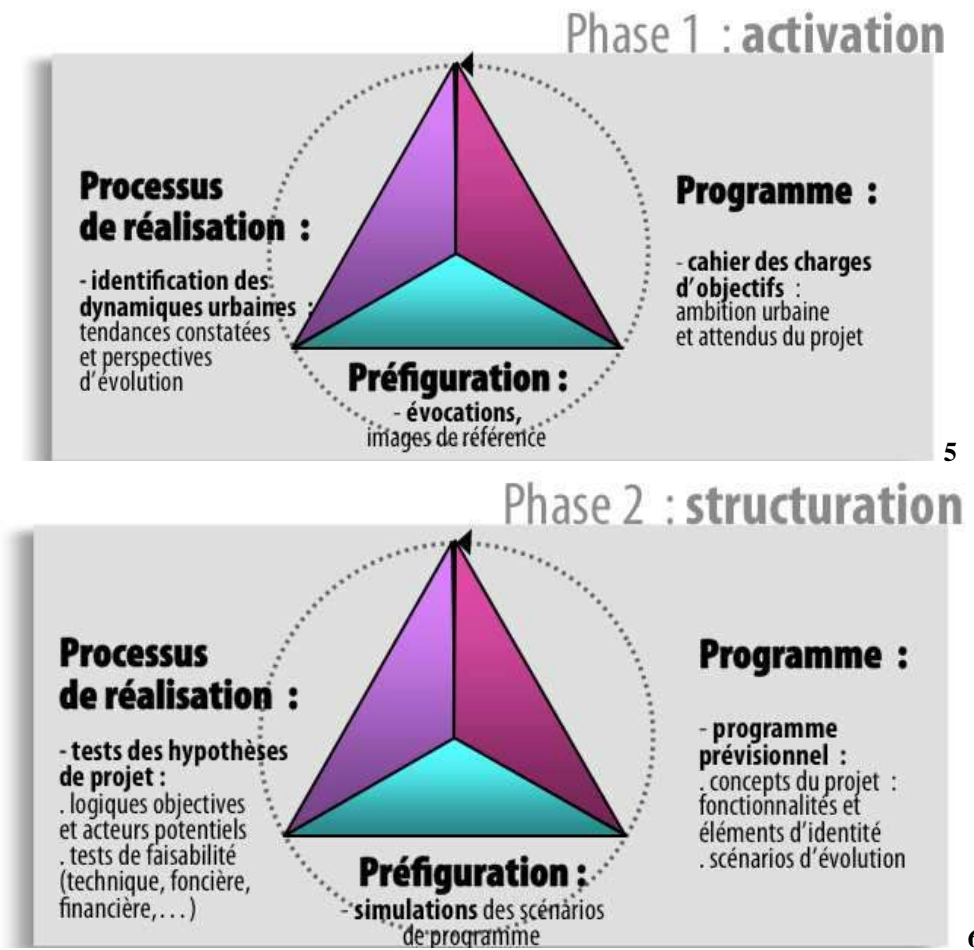 Phase 1 : activation
Processus
de réalisation :
- identification des
dynamiques urbaines :
tendances constatées
et perspectives
d'évolution
Programme :
- cahier des charges
d'objectifs :
ambition urbaine
et attendus du projet
Préfiguration :
- évocations,
images de référence
5
Phase 2 : structuration
Processus
de réalisation :
- tests des hypothèses
de projet :
. logiques objectives
et acteurs potentiels
. tests de faisabilité
(technique, foncière,
financière,...)
Programme :
- programme
prévisionnel :
. concepts du projet :
fonctionnalités et
éléments d'identité
. scénarios d'évolution
Préfiguration :
- simulations des scénarios
de programme
6